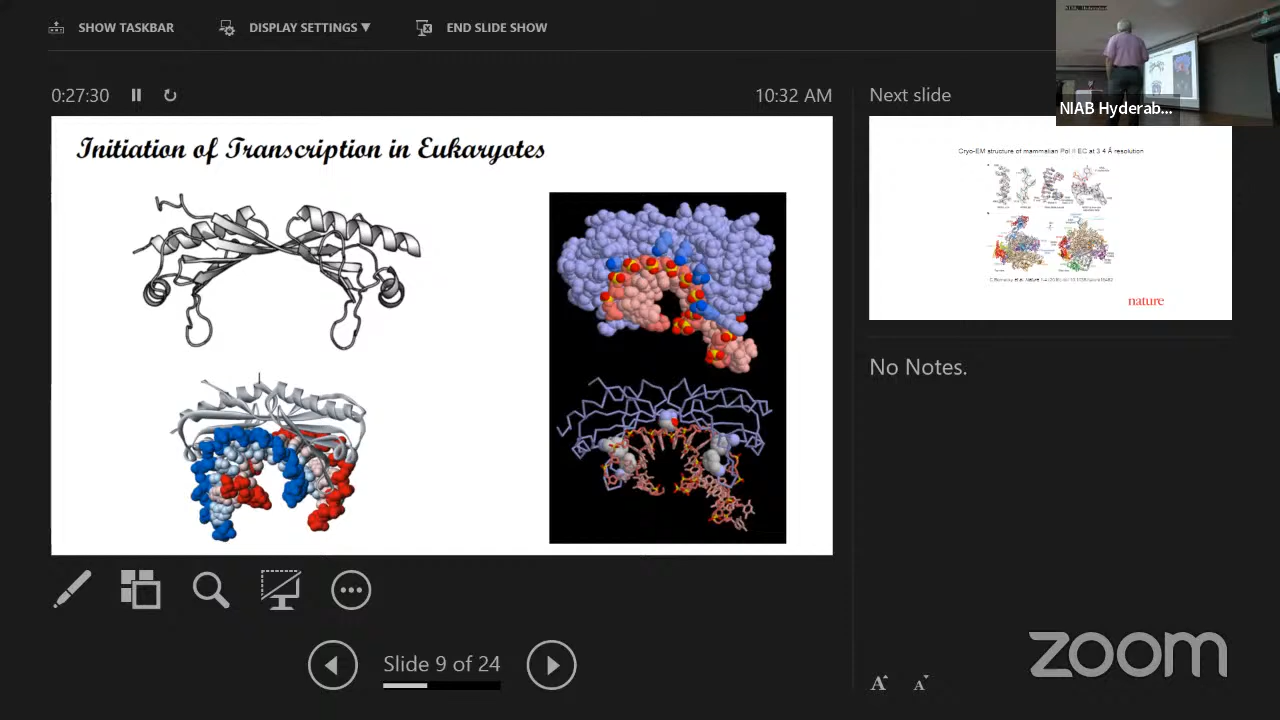 SHOW TASKBAR
DISPLAY SETTINGS ▼
END SLIDE SHOW
NIAB Hyderab...
0:27:30
10:32 AM
Next slide
Initiation of Transcription in Eukaryotes
Cryo-EM structure of mammalian Pol II EC at 3.4 Å resolution
nature
No Notes.
Slide 9 of 24
zoom
A A